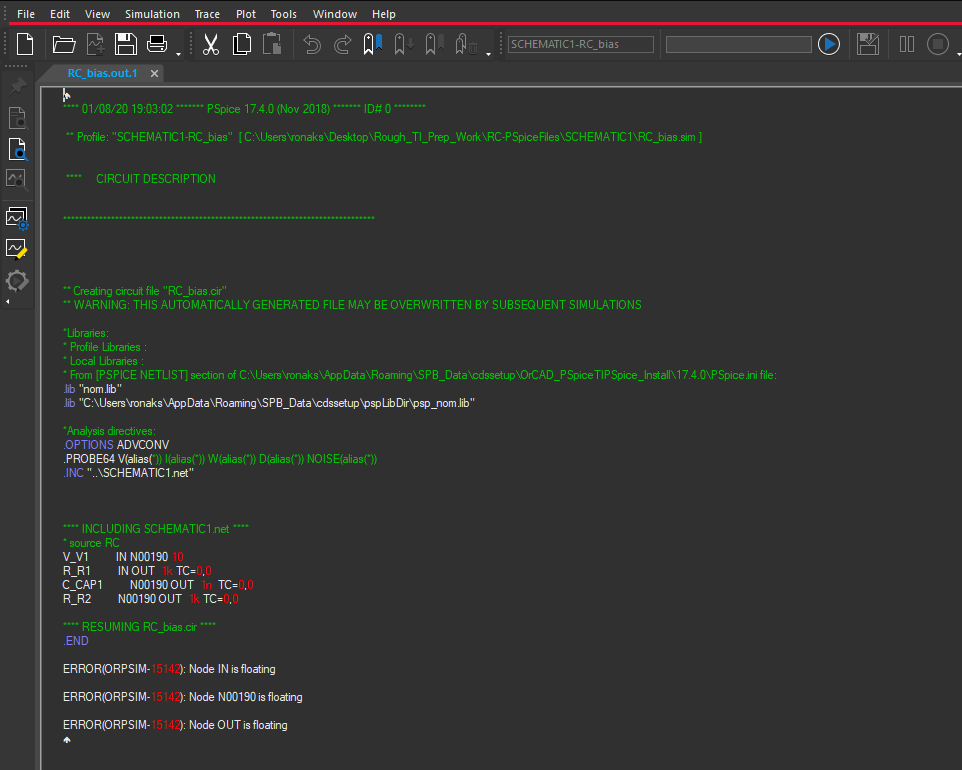 File Edit View Simulation Trace Plot Tools Window Help
SCHEMATIC1-RC_bias
RC_bias.out.1
**** 01/08/20 19:03:02 ******* PSpice 17.4.0 (Nov 2018) ******* ID# 0 ********
** Profile: "SCHEMATIC1-RC_bias" [ C:\Users\ronaks\Desktop\Rough_TI_Prep_Work\RC-PSpiceFiles\SCHEMATIC1\RC_bias.sim ]
**** CIRCUIT DESCRIPTION
******************************************************************************
** Creating circuit file "RC_bias.cir"
** WARNING: THIS AUTOMATICALLY GENERATED FILE MAY BE OVERWRITTEN BY SUBSEQUENT SIMULATIONS
*Libraries:
* Profile Libraries :
* Local Libraries :
* From [PSPICE NETLIST] section of C:\Users\ronaks\AppData\Roaming\SPB_Data\cdssetup\OrCAD_PSpiceTIPSpice_Install\17.4.0\PSpice.ini file:
.lib "nom.lib"
.lib "C:\Users\ronaks\AppData\Roaming\SPB_Data\cdssetup\pspLibDir\psp_nom.lib"
*Analysis directives:
.OPTIONS ADVCONV
.PROBE64 V(alias(*)) I(alias(*)) W(alias(*)) D(alias(*)) NOISE(alias(*))
.INC "..\SCHEMATIC1.net"
**** INCLUDING SCHEMATIC1.net ****
* source RC
V_V1 IN N00190 10
R_R1 IN OUT 1k TC=0,0
C_CAP1 N00190 OUT 1n TC=0,0
R_R2 N00190 OUT 1k TC=0,0
**** RESUMING RC_bias.cir ****
.END
ERROR(ORPSIM-15142): Node IN is floating
ERROR(ORPSIM-15142): Node N00190 is floating
ERROR(ORPSIM-15142): Node OUT is floating